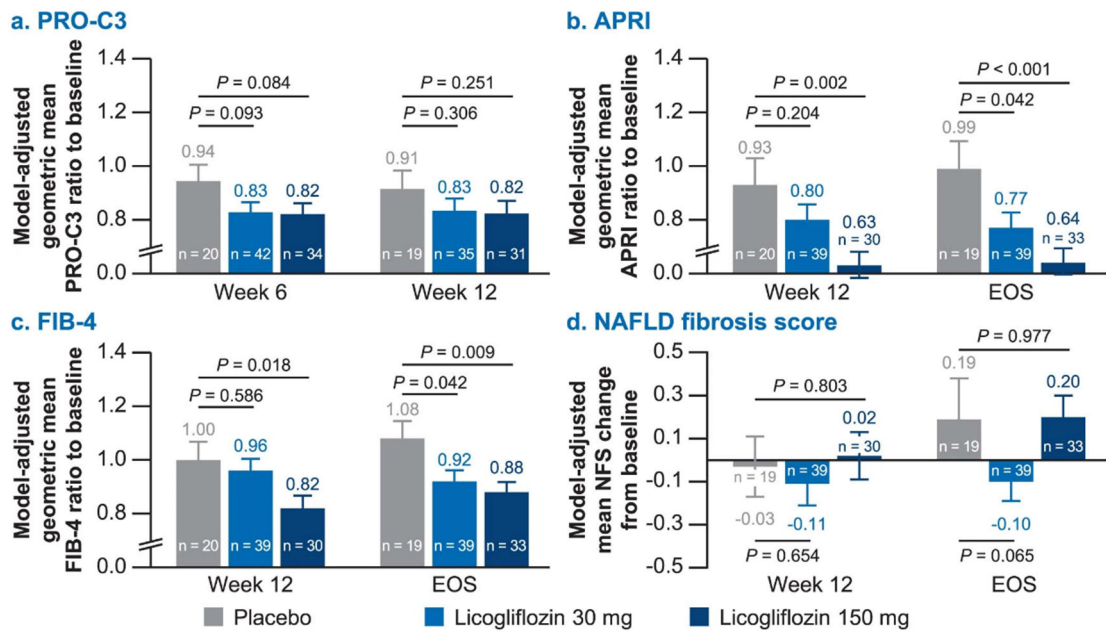 a. PRO-C3
Model-adjusted
geometric mean
PRO-C3 ratio to baseline
1.4
1.2
1.0
0.8
0.0
P = 0.084
P = 0.093
0.94
0.83
0.82
n = 20
n = 42
n = 34
Week 6
P = 0.251
P = 0.306
0.91
0.83
0.82
n = 19
n = 35
n = 31
Week 12
b. APRI
Model-adjusted
geometric mean
APRI ratio to baseline
1.4
1.2
1.0
0.8
0.0
P = 0.002
P = 0.204
0.93
0.80
0.63
n = 20
n = 39
n = 30
Week 12
P < 0.001
P = 0.042
0.99
0.77
0.64
n = 19
n = 39
n = 33
EOS
c. FIB-4
Model-adjusted
geometric mean
FIB-4 ratio to baseline
1.4
1.2
1.0
0.8
0.0
P = 0.018
P = 0.586
1.00
0.96
0.82
n = 20
n = 39
n = 30
Week 12
P = 0.009
P = 0.042
1.08
0.92
0.88
n = 19
n = 39
n = 33
EOS
d. NAFLD fibrosis score
Model-adjusted
mean NFS change
from baseline
0.5
0.3
0.1
-0.1
-0.3
-0.5
P = 0.803
0.02
n = 30
n = 19
n = 39
-0.03
-0.11
P = 0.654
Week 12
P = 0.977
0.19
0.20
n = 19
n = 33
n = 39
-0.10
P = 0.065
EOS
Placebo
Licogliflozin 30 mg
Licogliflozin 150 mg